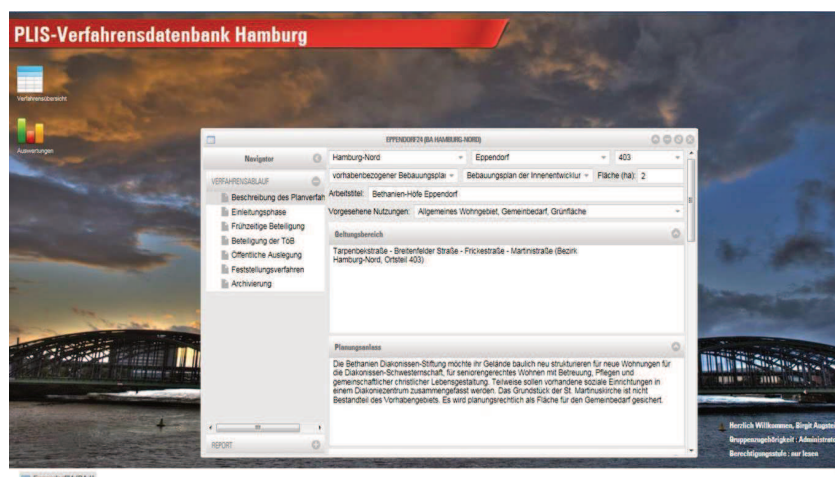 PLIS-Verfahrensdatenbank Hamburg
Verfahrensübersicht
Auswertungen
EPPENDORF24 (BA HAMBURG-NORD)
Navigator
VERFAHRENSABLAUF
Beschreibung des Planverfah
Einleitungsphase
Frühzeitige Beteiligung
Beteiligung der TöB
Öffentliche Auslegung
Feststellungsverfahren
Archivierung
REPORT
Hamburg-Nord Eppendorf 403
vorhabenbezogener Bebauungsplan Bebauungsplan der Innenentwicklur Fläche (ha): 2
Arbeitstitel: Bethanien-Höfe Eppendorf
Vorgesehene Nutzungen: Allgemeines Wohngebiet, Gemeinbedarf, Grünfläche
Geltungsbereich
Tarpenbekstraße - Breitenfelder Straße - Frickestraße - Martinistraße (Bezirk
Hamburg-Nord, Ortsteil 403)
Planungsanlass
Die Bethanien Diakonissen-Stiftung möchte ihr Gelände baulich neu strukturieren für neue Wohnungen für
die Diakonissen-Schwesternschaft, für seniorengerechtes Wohnen mit Betreuung, Pflegen und
gemeinschaftlicher christlicher Lebensgestaltung. Teilweise sollen vorhandene soziale Einrichtungen in
einem Diakoniezentrum zusammengefasst werden. Das Grundstück der St. Martinuskirche ist nicht
Bestandteil des Vorhabengebiets. Es wird planungsrechtlich als Fläche für den Gemeinbedarf gesichert.
Herzlich Willkommen, Birgit Augstei
Gruppenzugehörigkeit : Administrato
Berechtigungsstufe : nur lesen